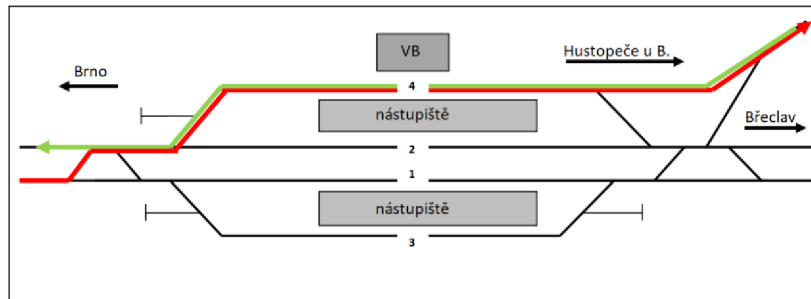 VB
Hustopeče u B.
Brno
4
nástupiště
Břeclav
2
1
nástupiště
3